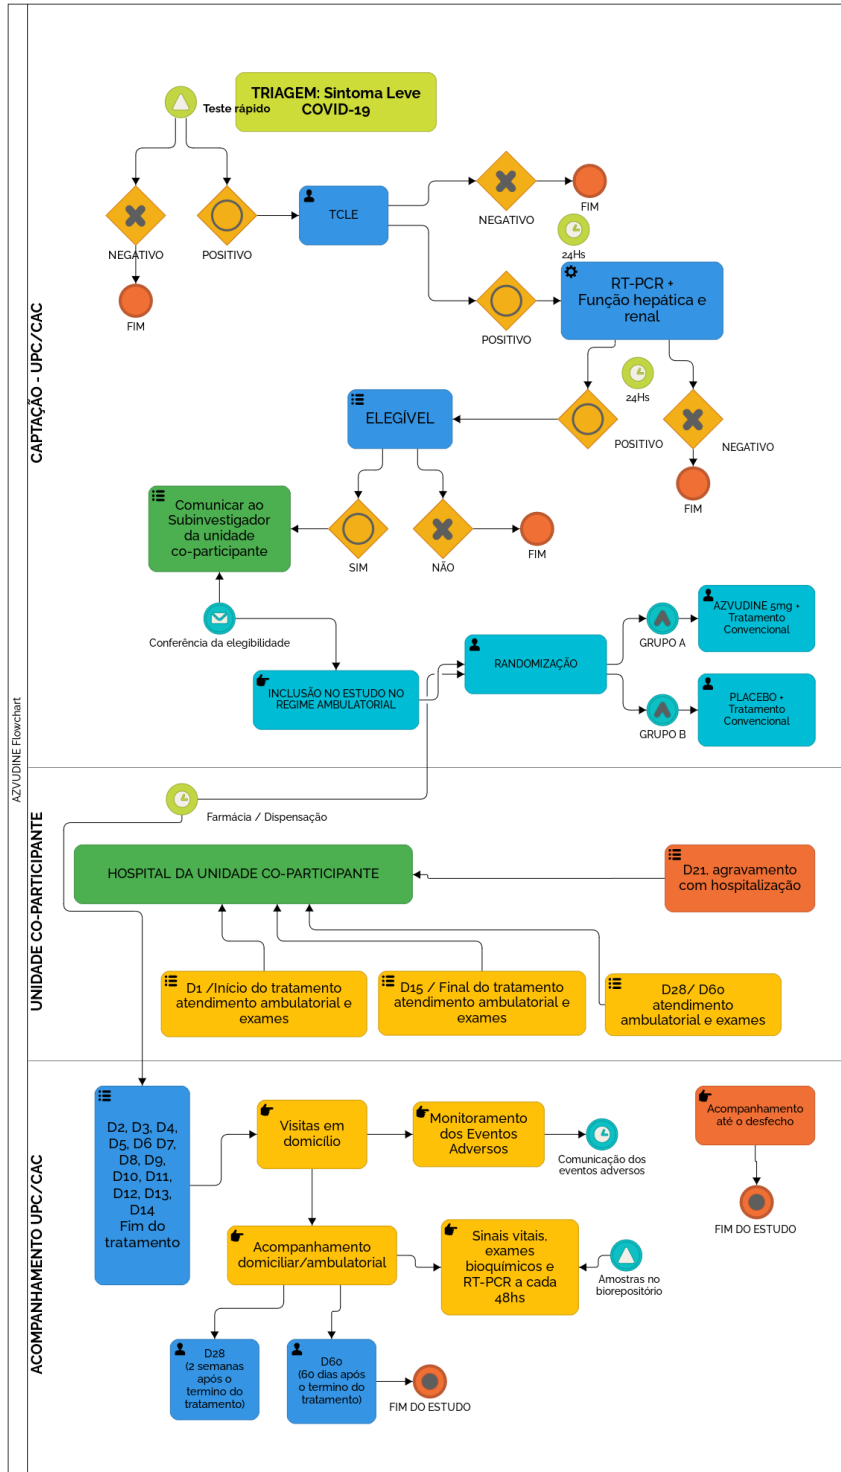 AZVUDINE Flowchart
CAPTAÇÃO - UPC/CAC
TRIAGEM: Sintoma Leve
COVID-19
Teste rápido
NEGATIVO
FIM
POSITIVO
TCLE
NEGATIVO
FIM
24Hs
POSITIVO
RT-PCR +
Função hepática e
renal
24Hs
POSITIVO
NEGATIVO
FIM
ELEGÍVEL
SIM
NÃO
FIM
Comunicar ao
Subinvestigador
da unidade
co-participante
Conferência da elegibilidade
INCLUSÃO NO ESTUDO NO
REGIME AMBULATORIAL
RANDOMIZAÇÃO
GRUPO A
AZVUDINE 5mg +
Tratamento
Convencional
GRUPO B
PLACEBO +
Tratamento
Convencional
UNIDADE CO-PARTICIPANTE
Farmácia / Dispensação
HOSPITAL DA UNIDADE CO-PARTICIPANTE
D21, agravamento
com hospitalização
D1 /Início do tratamento
atendimento ambulatorial e
exames
D15 / Final do tratamento
atendimento ambulatorial e
exames
D28/ D60
atendimento
ambulatorial e exames
ACOMPANHAMENTO UPC/CAC
D2, D3, D4,
D5, D6 D7,
D8, D9,
D10, D11,
D12, D13,
D14
Fim do
tratamento
Visitas em
domicílio
Monitoramento
dos Eventos
Adversos
Comunicação dos
eventos adversos
Acompanhamento
até o desfecho
FIM DO ESTUDO
Acompanhamento
domiciliar/ambulatorial
Sinais vitais,
exames
bioquímicos e
RT-PCR a cada
48hs
Amostras no
biorepositório
D28
(2 semanas
após o
termino do
tratamento)
D60
(60 dias após
o termino do
tratamento)
FIM DO ESTUDO